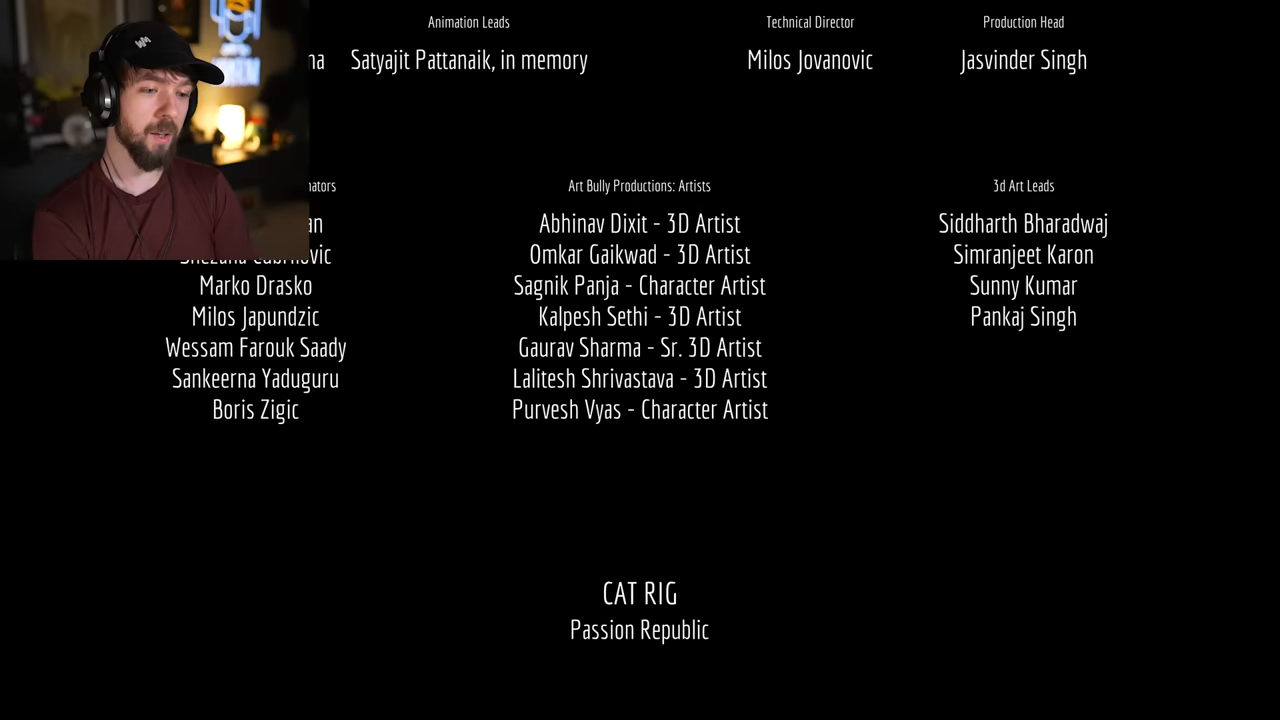 Animation Leads
Technical Director
Production Head
Satyajit Pattanaik, in memory
Milos Jovanovic
Jasvinder Singh
Art Bully Productions: Artists
3d Art Leads
Abhinav Dixit - 3D Artist
Siddharth Bharadwaj
Omkar Gaikwad - 3D Artist
Simranjeet Karon
Marko Drasko
Sagnik Panja - Character Artist
Sunny Kumar
Milos Japundzic
Kalpesh Sethi - 3D Artist
Pankaj Singh
Wessam Farouk Saady
Gaurav Sharma - Sr. 3D Artist
Sankeerna Yaduguru
Lalitesh Shrivastava - 3D Artist
Boris Zigic
Purvesh Vyas - Character Artist
CAT RIG
Passion Republic